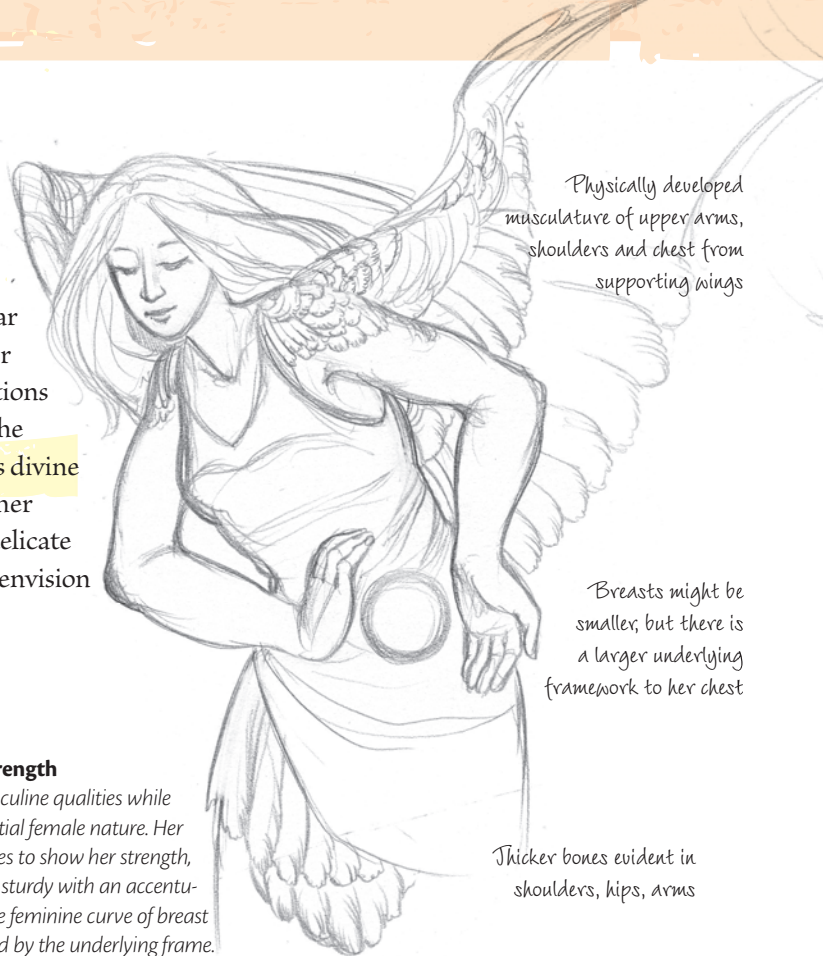 Physically developed
musculature of upper arms,
shoulders and chest from
supporting wings
ar
r
tions
he
s divine
ner
elicate
envision
Breasts might be
smaller, but there is
a larger underlying
framework to her chest
rength
culine qualities while
tial female nature. Her
es to show her strength,
sturdy with an accentu-
e feminine curve of breast
d by the underlying frame.
Thicker bones evident in
shoulders, hips, arms